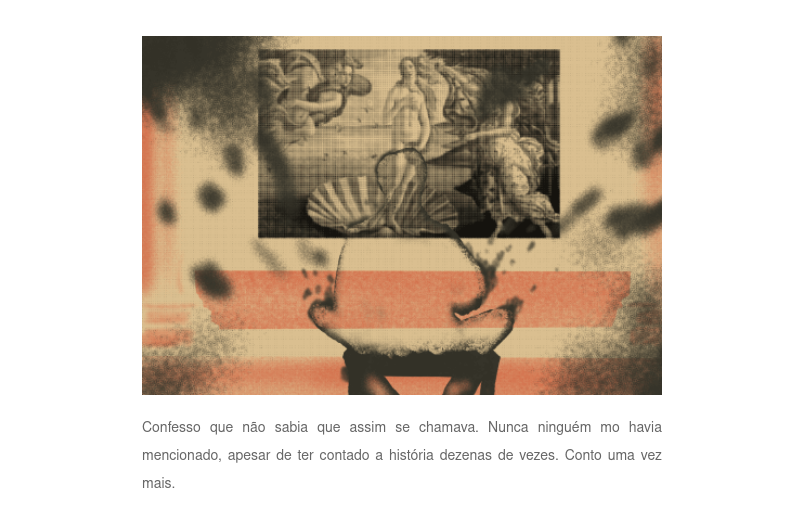 Confesso que não sabia que assim se chamava. Nunca ninguém mo havia
mencionado, apesar de ter contado a história dezenas de vezes. Conto uma vez
mais.